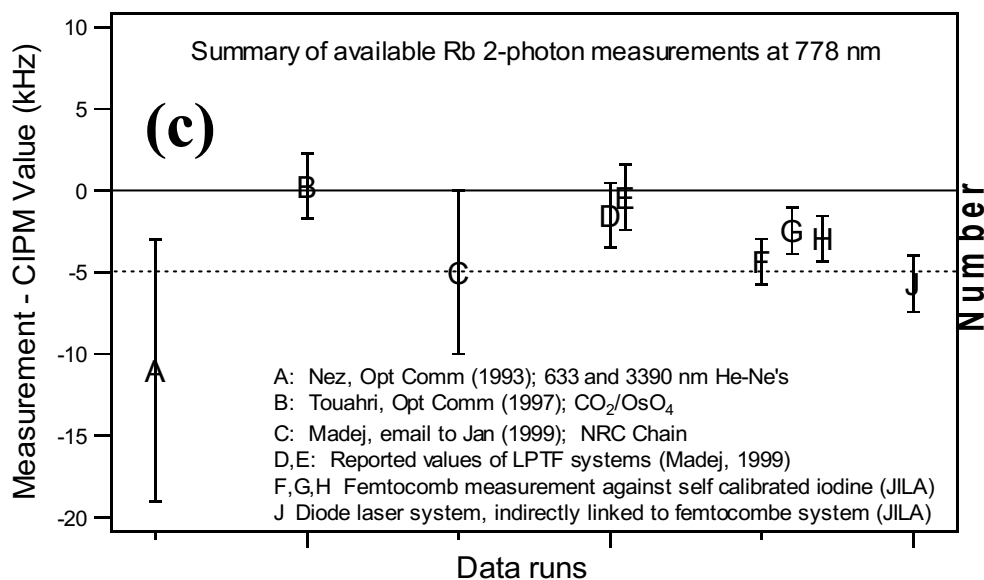 Summary of available Rb 2-photon measurements at 778 nm
(c)
Measurement - CIPM Value (kHz)
10
5
0
-5
-10
-15
-20
A
B
C
D
E
F
G
H
J
A: Nez, Opt Comm (1993); 633 and 3390 nm He-Ne's
B: Touahri, Opt Comm (1997); CO₂/OsO₄
C: Madej, email to Jan (1999); NRC Chain
D,E: Reported values of LPTF systems (Madej, 1999)
F,G,H Femtocomb measurement against self calibrated iodine (JILA)
J Diode laser system, indirectly linked to femtocombe system (JILA)
Data runs
Number